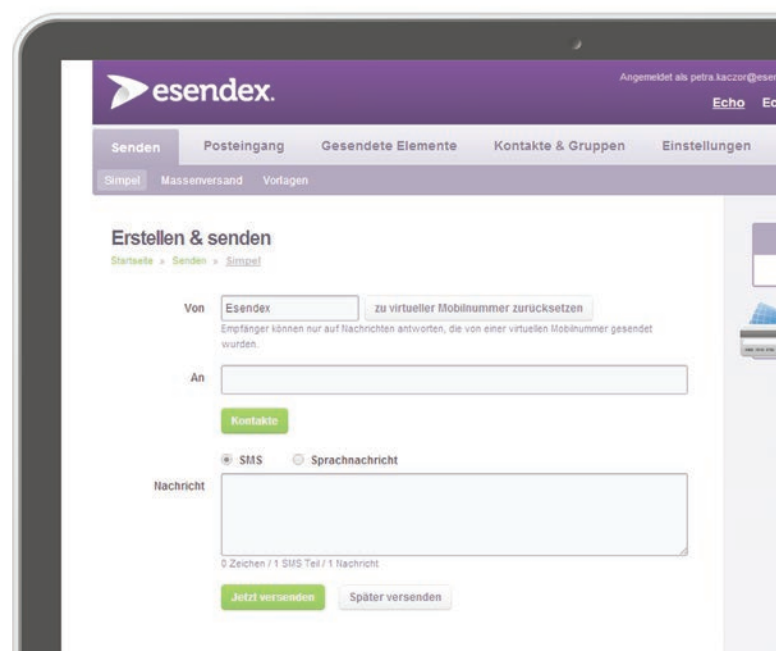 esendex.
Angemeldet als petra.kaczor@esen
Echo
Senden Posteingang Gesendete Elemente Kontakte & Gruppen Einstellungen
Simpel Massenversand Vorlagen
Erstellen & senden
Startseite » Senden » Simpel
Von Esendex zu virtueller Mobilnummer zurücksetzen
Empfänger können nur auf Nachrichten antworten, die von einer virtuellen Mobilnummer gesendet
wurden.
An
Kontakte
SMS Sprachnachricht
Nachricht
0 Zeichen / 1 SMS Teil / 1 Nachricht
Jetzt versenden Später versenden